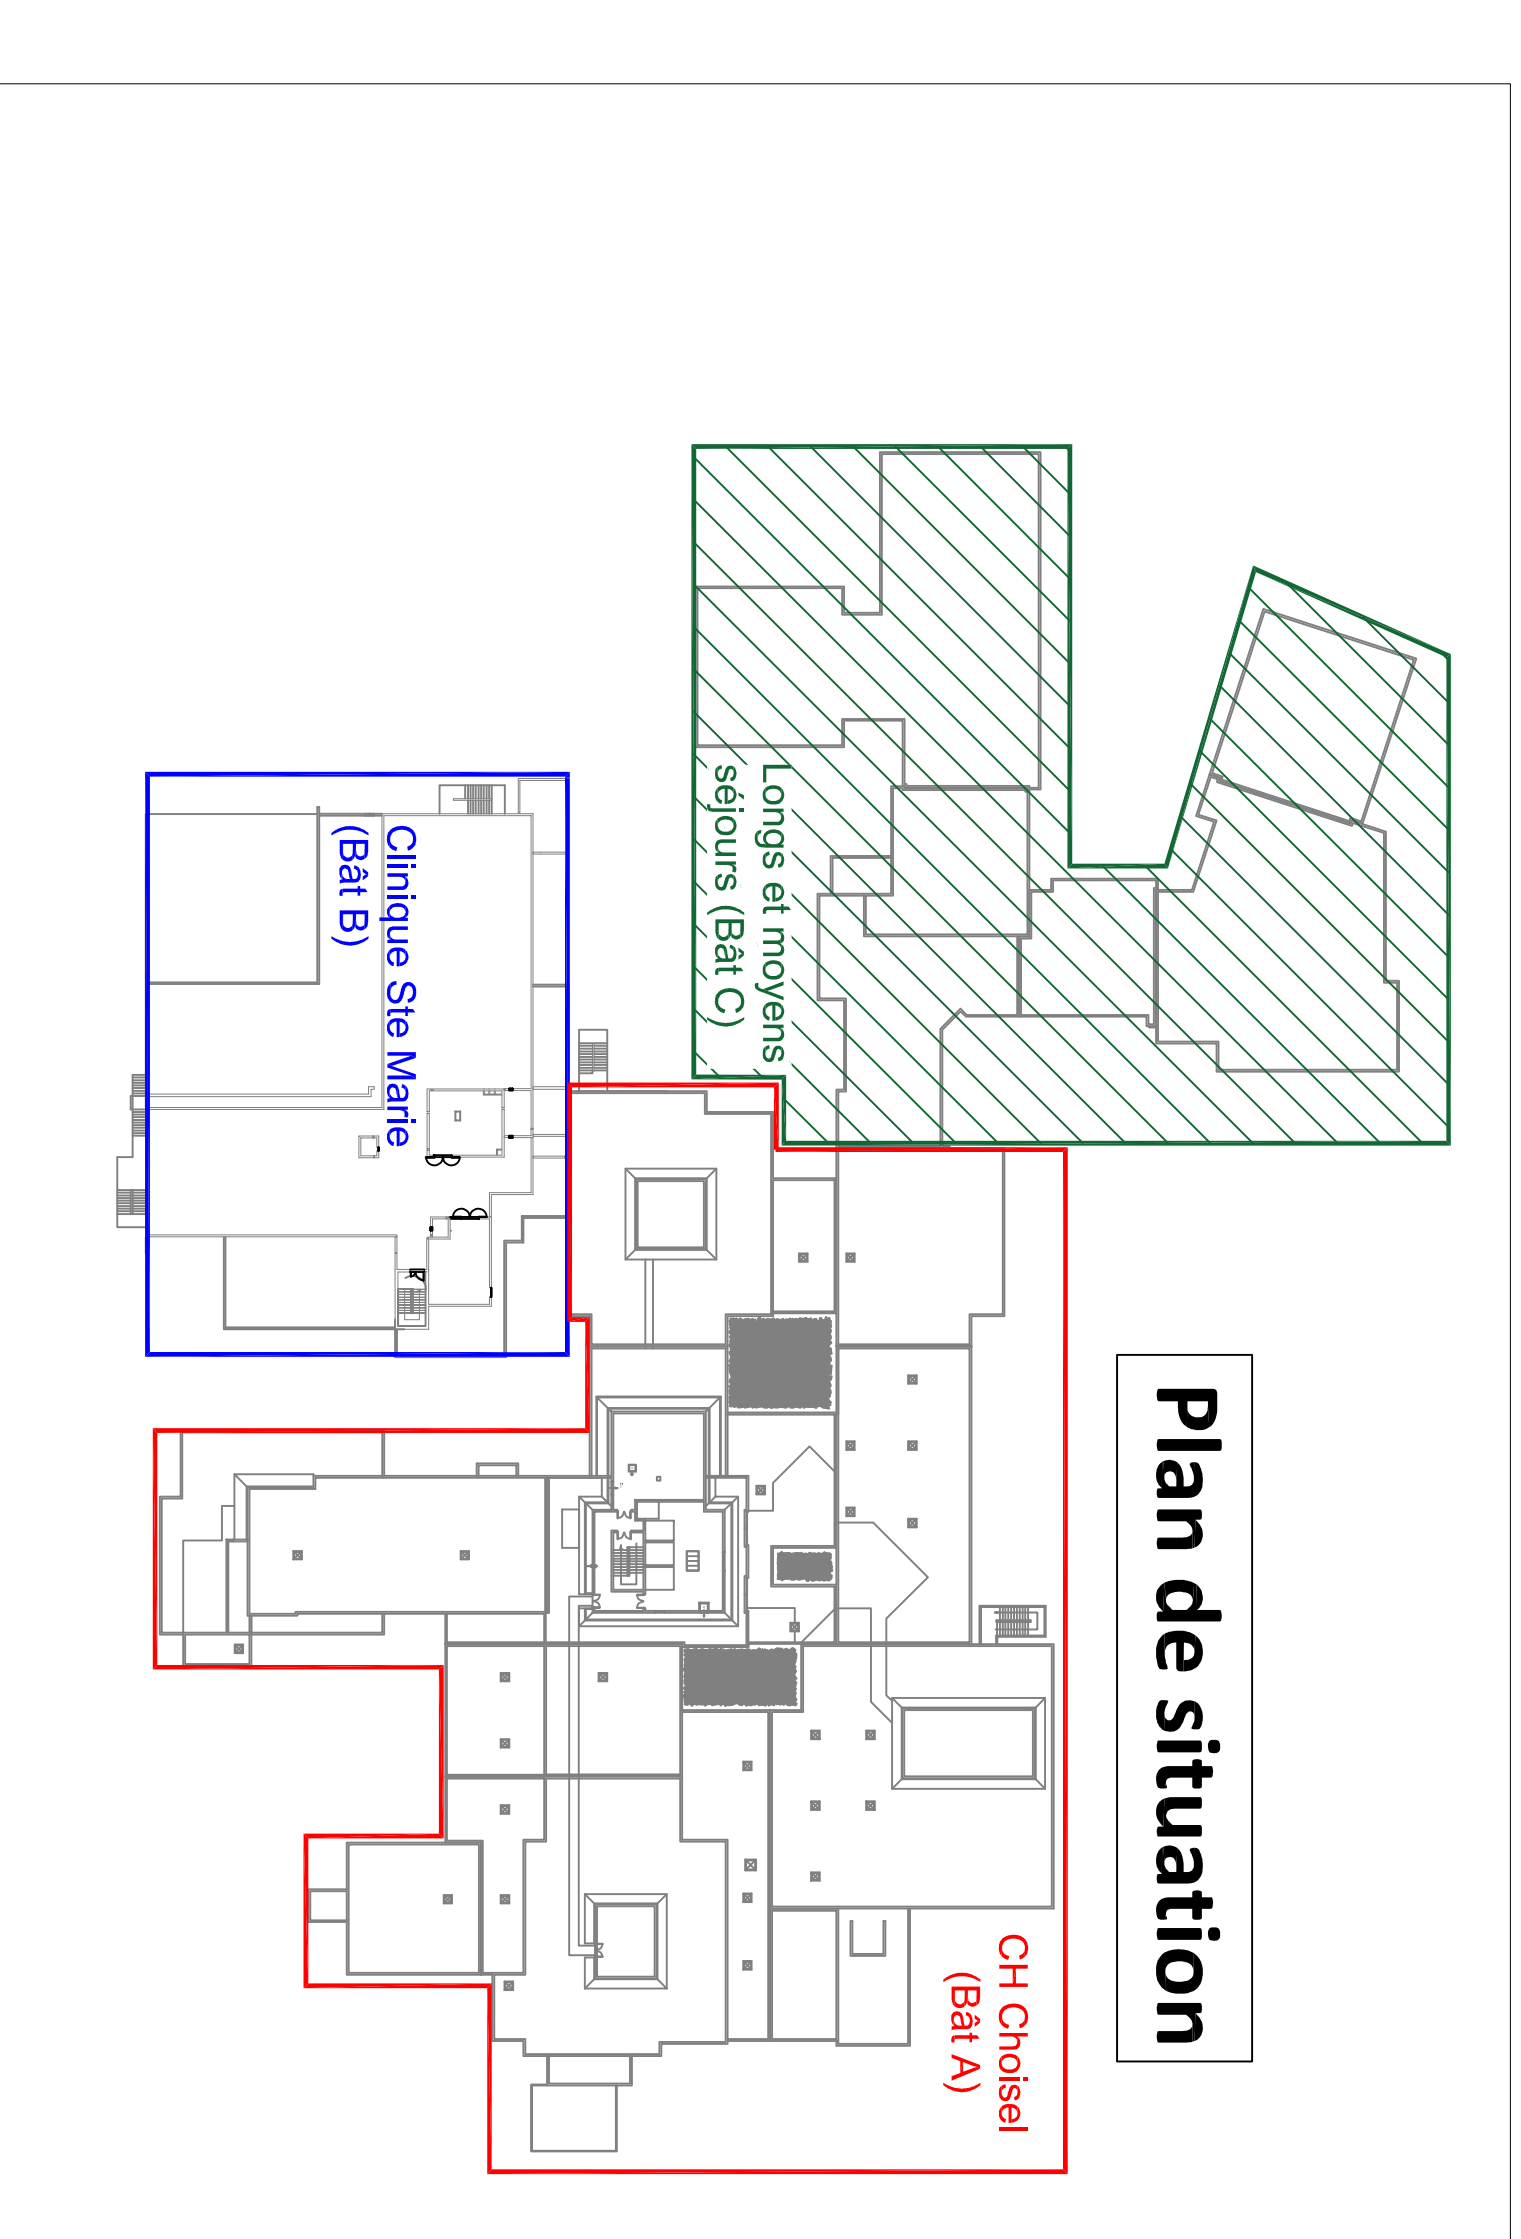 Plan de situation
Longs et moyens
séjours (Bât C)
Clinique Ste Marie
(Bât B)
CH Choisel
(Bât A)